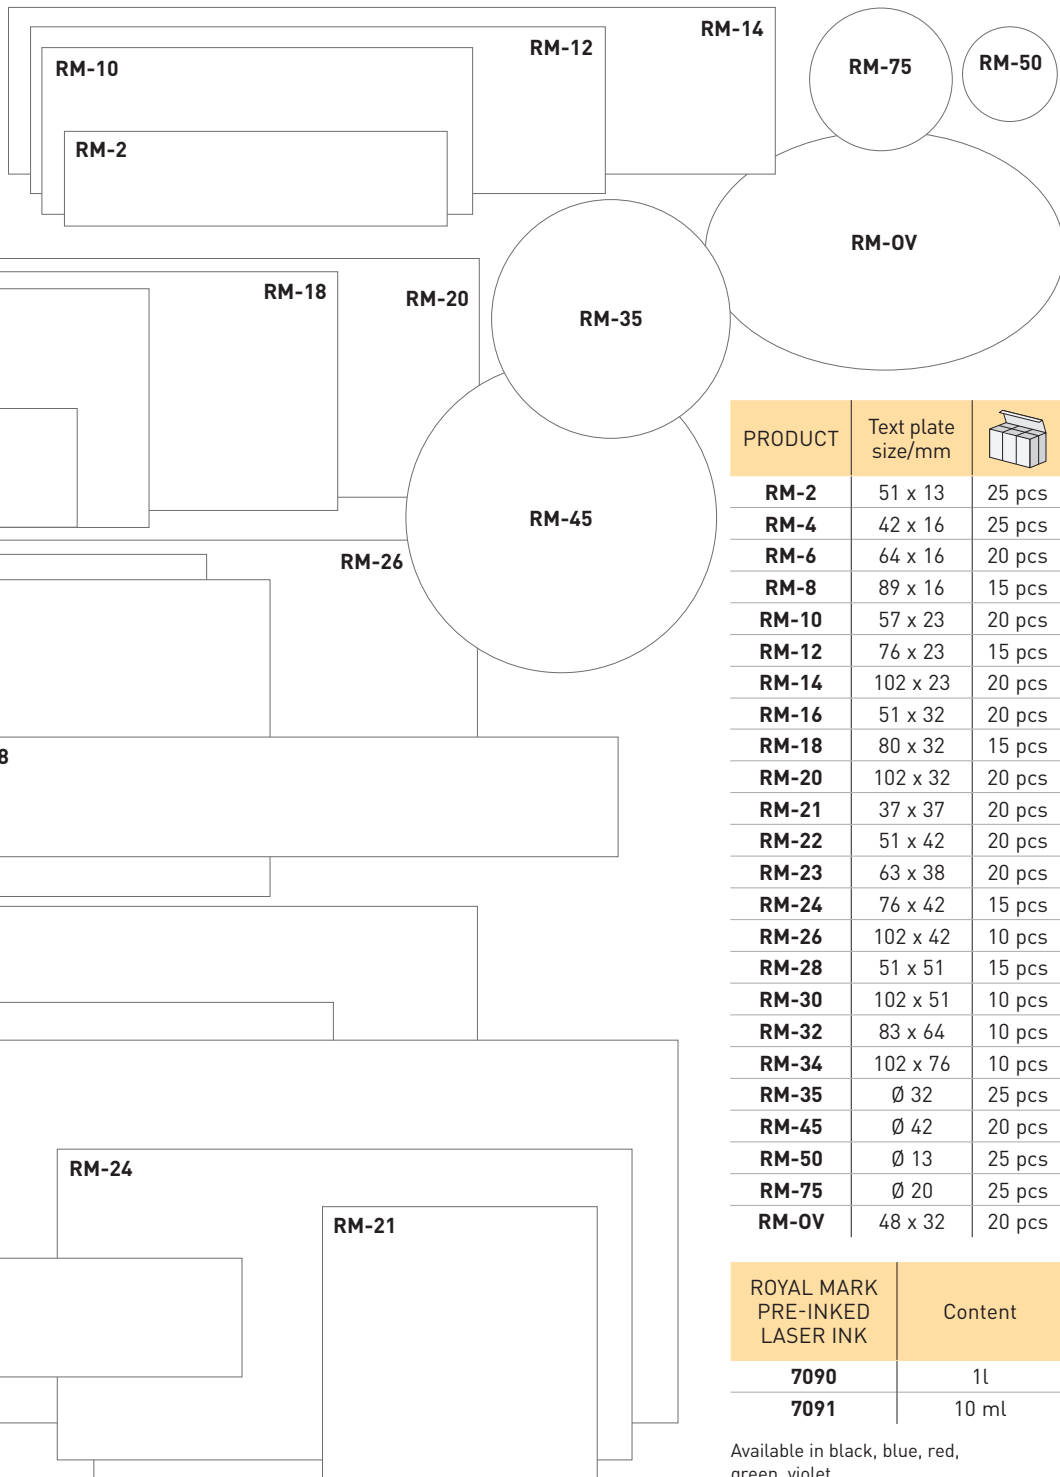 RM-14
RM-12
RM-10
RM-2
RM-75
RM-50
RM-OV
RM-18
RM-20
RM-35
RM-45
RM-26
8
RM-24
RM-21
PRODUCT Text plate size/mm
RM-2 51 x 13 25 pcs
RM-4 42 x 16 25 pcs
RM-6 64 x 16 20 pcs
RM-8 89 x 16 15 pcs
RM-10 57 x 23 20 pcs
RM-12 76 x 23 15 pcs
RM-14 102 x 23 20 pcs
RM-16 51 x 32 20 pcs
RM-18 80 x 32 15 pcs
RM-20 102 x 32 20 pcs
RM-21 37 x 37 20 pcs
RM-22 51 x 42 20 pcs
RM-23 63 x 38 20 pcs
RM-24 76 x 42 15 pcs
RM-26 102 x 42 10 pcs
RM-28 51 x 51 15 pcs
RM-30 102 x 51 10 pcs
RM-32 83 x 64 10 pcs
RM-34 102 x 76 10 pcs
RM-35 Ø 32 25 pcs
RM-45 Ø 42 20 pcs
RM-50 Ø 13 25 pcs
RM-75 Ø 20 25 pcs
RM-OV 48 x 32 20 pcs
ROYAL MARK
PRE-INKED
LASER INK
Content
7090 1l
7091 10 ml
Available in black, blue, red,
green, violet